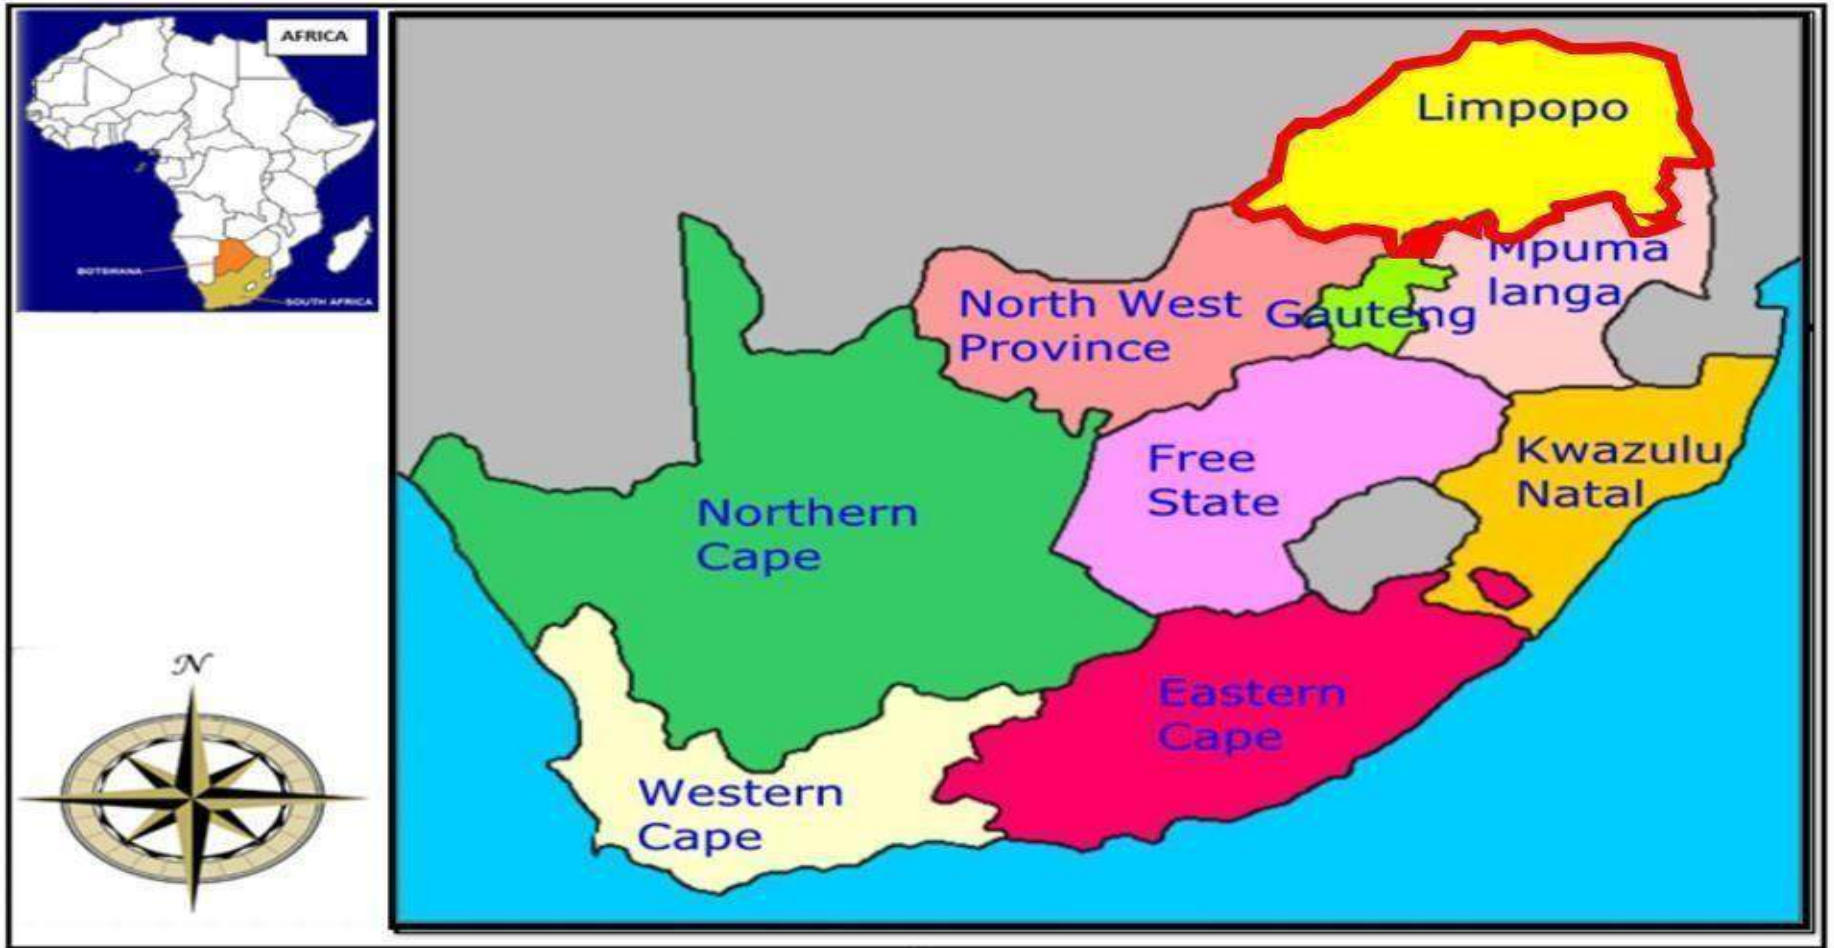 AFRICA
BOTSWANA
SOUTH AFRICA
N
Limpopo
Mpuma
langa
North West
Province
Gauteng
Free
State
Kwazulu
Natal
Northern
Cape
Eastern
Cape
Western
Cape